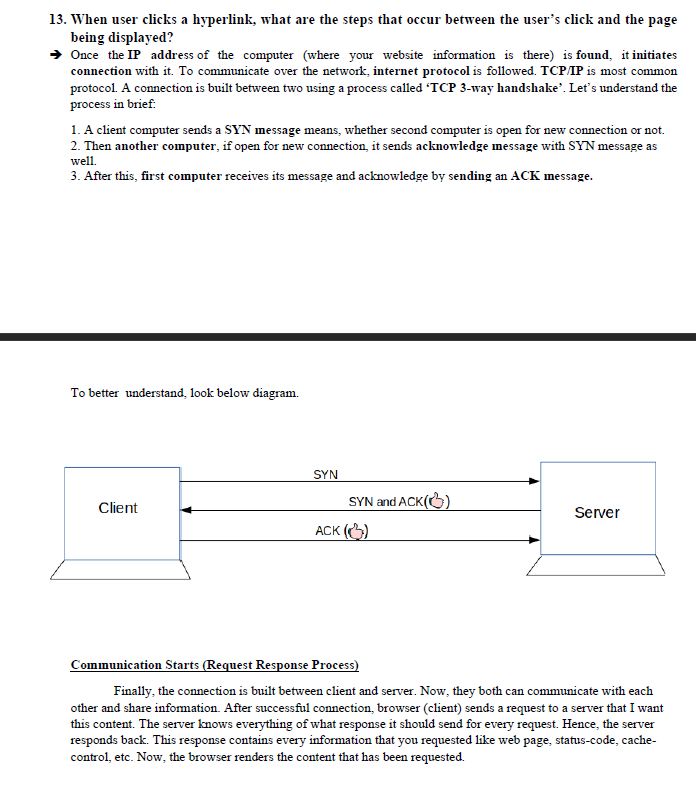 13. When user clicks a hyperlink, what are the steps that occur between the user's click and the page
being displayed?
➔ Once the IP address of the computer (where your website information is there) is found, it initiates
connection with it. To communicate over the network, internet protocol is followed. TCP/IP is most common
protocol. A connection is built between two using a process called ‘TCP 3-way handshake’. Let’s understand the
process in brief:
1. A client computer sends a SYN message means, whether second computer is open for new connection or not.
2. Then another computer, if open for new connection, it sends acknowledge message with SYN message as
well.
3. After this, first computer receives its message and acknowledge by sending an ACK message.
To better understand, look below diagram.
SYN
SYN and ACK(👍)
Client
Server
ACK (👍)
Communication Starts (Request Response Process)
Finally, the connection is built between client and server. Now, they both can communicate with each
other and share information. After successful connection, browser (client) sends a request to a server that I want
this content. The server knows everything of what response it should send for every request. Hence, the server
responds back. This response contains every information that you requested like web page, status-code, cache-
control, etc. Now, the browser renders the content that has been requested.